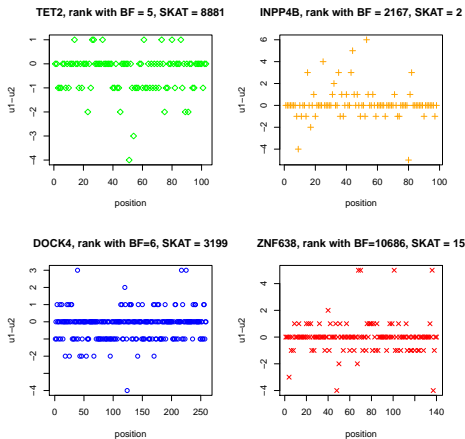 TET2, rank with BF = 5, SKAT = 8881
INPP4B, rank with BF = 2167, SKAT = 2
u1−u2
1
0
−1
−2
−3
−4
0 20 40 60 80 100
position
u1−u2
6
4
2
0
−2
−4
0 20 40 60 80 100
position
DOCK4, rank with BF=6, SKAT = 3199
ZNF638, rank with BF=10686, SKAT = 15
u1−u2
3
2
1
0
−1
−2
−4
0 50 100 150 200 250
position
u1−u2
4
2
0
−2
−4
0 20 40 60 80 100 140
position